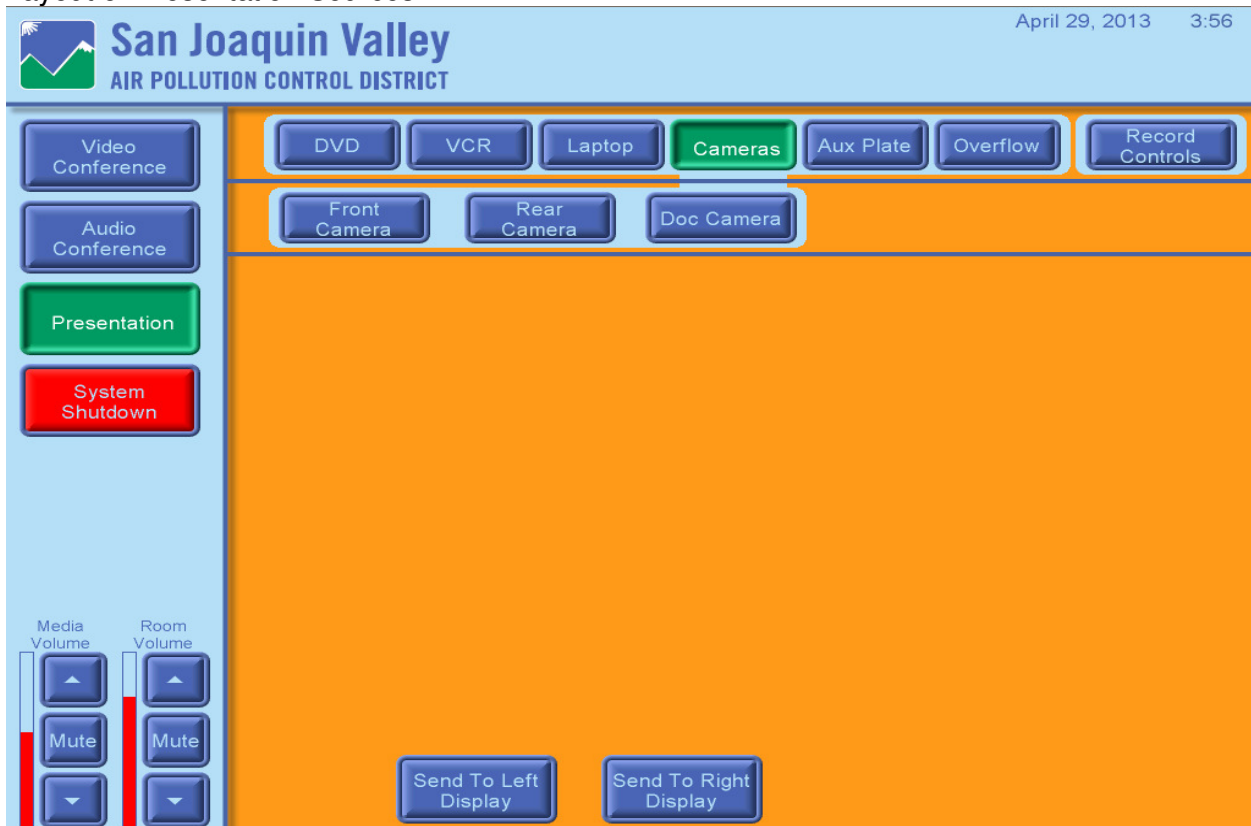 San Joaquin Valley
AIR POLLUTION CONTROL DISTRICT
April 29, 2013 3:56
Video
Conference
Audio
Conference
Presentation
System
Shutdown
DVD
VCR
Laptop
Cameras
Aux Plate
Overflow
Record
Controls
Front
Camera
Rear
Camera
Doc Camera
Media
Volume
Room
Volume
Mute
Mute
Send To Left
Display
Send To Right
Display